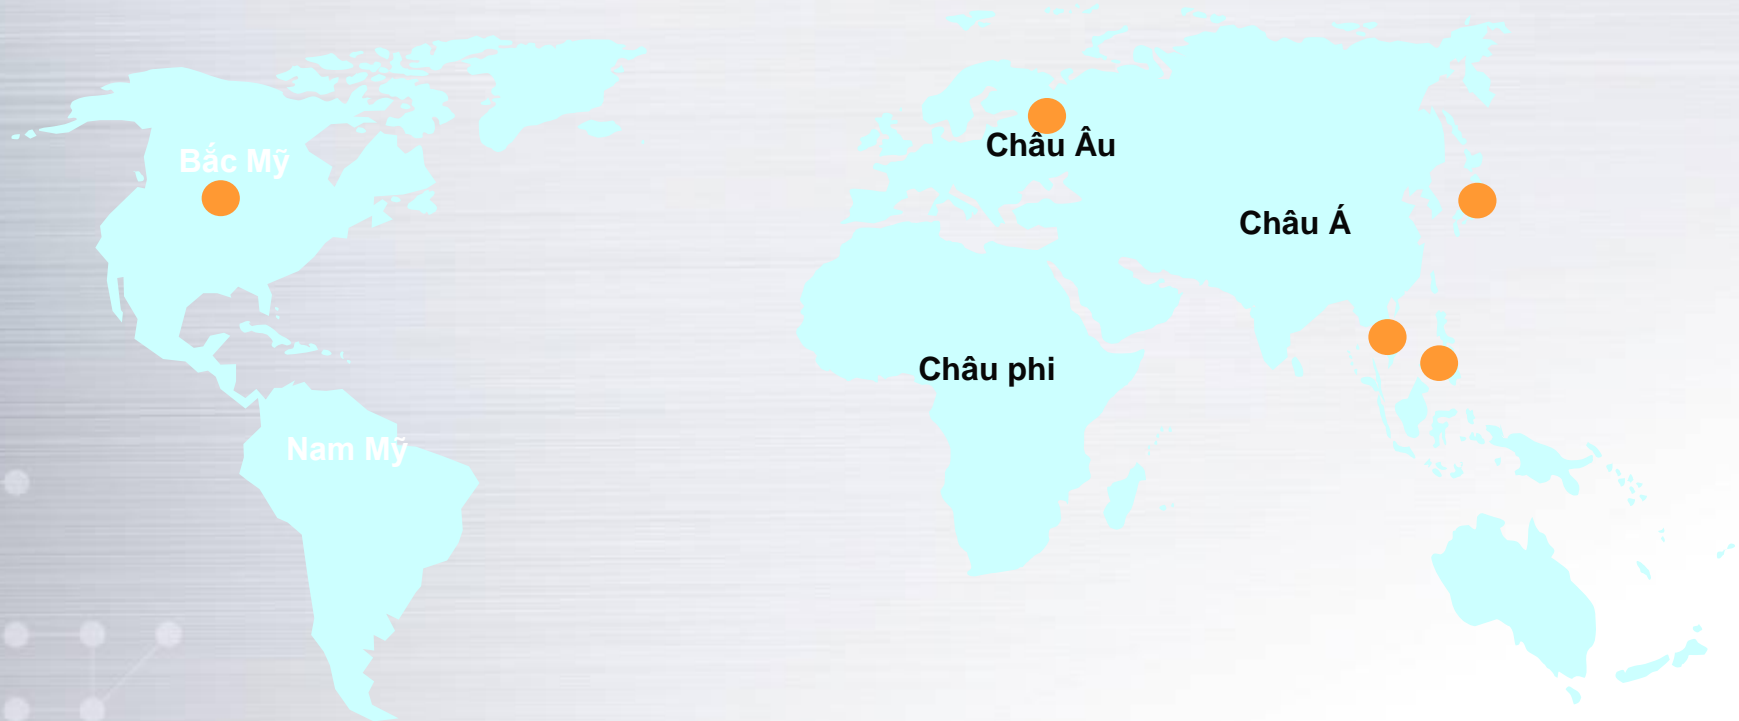 Bắc Mỹ
Châu Âu
Châu Á
Châu phi
Nam Mỹ